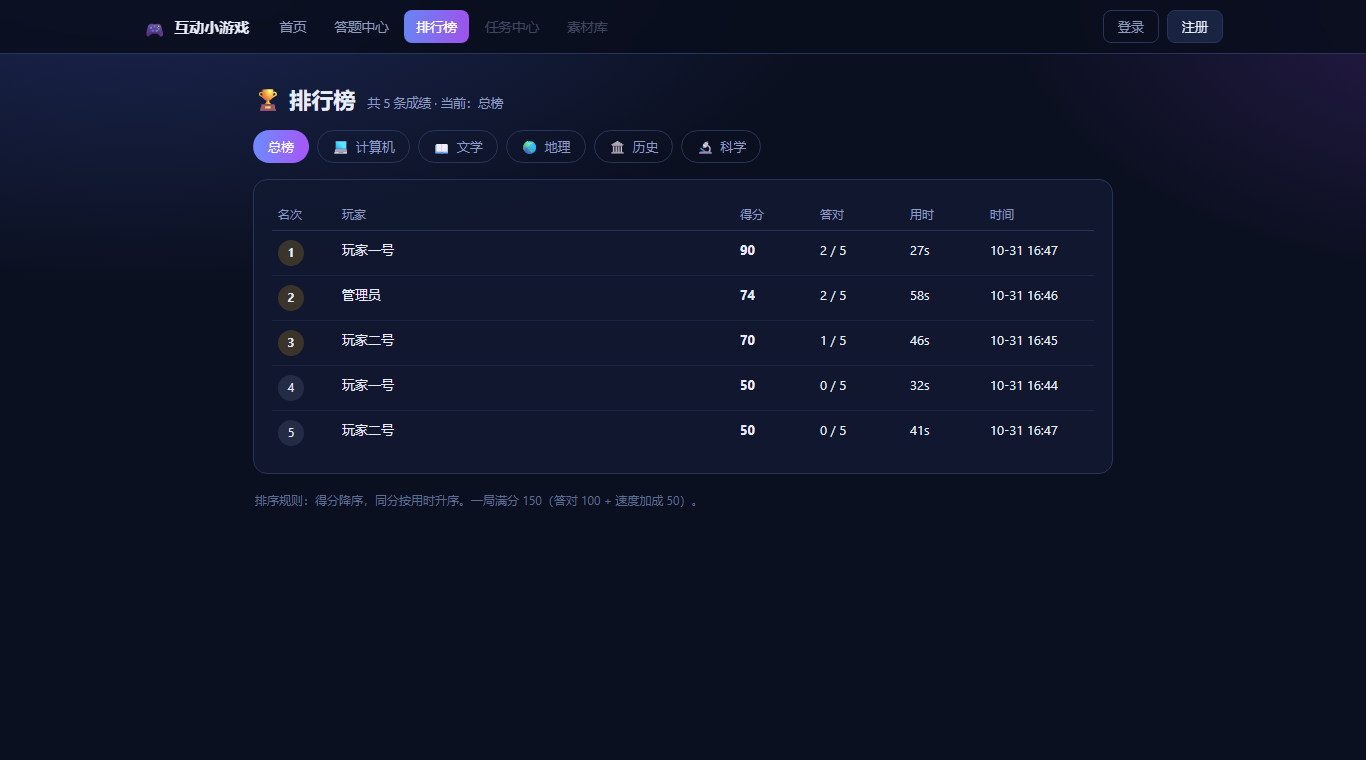 互动小游戏 首页 答题中心 排行榜 任务中心 素材库 登录 注册
排行榜 共 5 条成绩 · 当前：总榜
总榜 计算机 文学 地理 历史 科学
名次 玩家 得分 答对 用时 时间
1 玩家一号 90 2 / 5 27s 10-31 16:47
2 管理员 74 2 / 5 58s 10-31 16:46
3 玩家二号 70 1 / 5 46s 10-31 16:45
4 玩家一号 50 0 / 5 32s 10-31 16:44
5 玩家二号 50 0 / 5 41s 10-31 16:47
排序规则：得分降序，同分按用时升序。一局满分 150（答对 100 + 速度加成 50）。